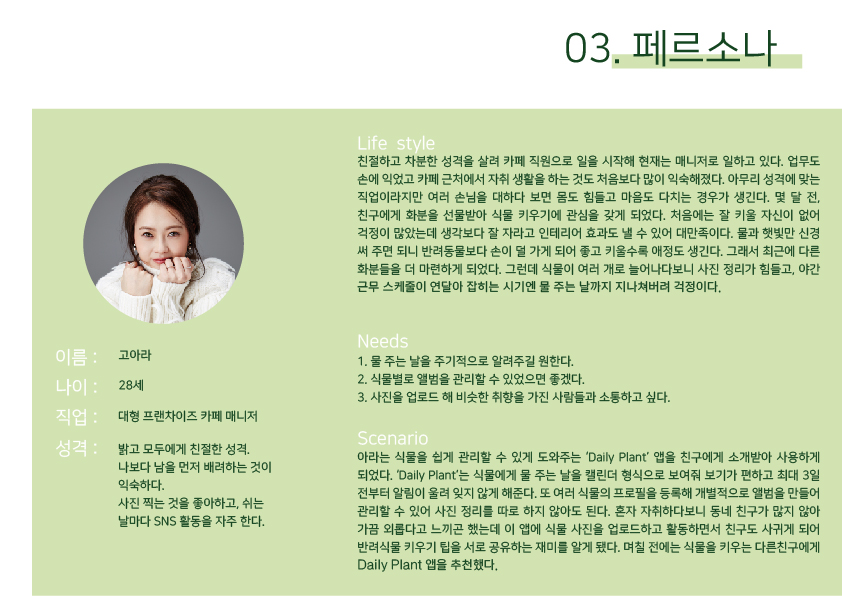 03. 페르소나
이름 : 고아라
나이 : 28세
직업 : 대형 프랜차이즈 카페 매니저
성격 : 밝고 모두에게 친절한 성격.
나보다 남을 먼저 배려하는 것이
익숙하다.
사진 찍는 것을 좋아하고, 쉬는
날마다 SNS 활동을 자주 한다.
Life style
친절하고 차분한 성격을 살려 카페 직원으로 일을 시작해 현재는 매니저로 일하고 있다. 업무도
손에 익었고 카페 근처에서 자취 생활을 하는 것도 처음보다 많이 익숙해졌다. 아무리 성격에 맞는
직업이라지만 여러 손님을 대하다 보면 몸도 힘들고 마음도 다치는 경우가 생긴다. 몇 달 전,
친구에게 화분을 선물받아 식물 키우기에 관심을 갖게 되었다. 처음에는 잘 키울 자신이 없어
걱정이 많았는데 생각보다 잘 자라고 인테리어 효과도 낼 수 있어 대만족이다. 물과 햇빛만 신경
써 주면 되니 반려동물보다 손이 덜 가게 되어 좋고 키울수록 애정도 생긴다. 그래서 최근에 다른
화분들을 더 마련하게 되었다. 그런데 식물이 여러 개로 늘어나다보니 사진 정리가 힘들고, 야간
근무 스케줄이 연달아 잡히는 시기엔 물 주는 날까지 지나쳐버려 걱정이다.
Needs
1. 물 주는 날을 주기적으로 알려주길 원한다.
2. 식물별로 앨범을 관리할 수 있었으면 좋겠다.
3. 사진을 업로드 해 비슷한 취향을 가진 사람들과 소통하고 싶다.
Scenario
아라는 식물을 쉽게 관리할 수 있게 도와주는 ‘Daily Plant’ 앱을 친구에게 소개받아 사용하게
되었다. ‘Daily Plant’는 식물에게 물 주는 날을 캘린더 형식으로 보여줘 보기가 편하고 최대 3일
전부터 알림이 울려 잊지 않게 해준다. 또 여러 식물의 프로필을 등록해 개별적으로 앨범을 만들어
관리할 수 있어 사진 정리를 따로 하지 않아도 된다. 혼자 자취하다보니 동네 친구가 많지 않아
가끔 외롭다고 느끼곤 했는데 이 앱에 식물 사진을 업로드하고 활동하면서 친구도 사귀게 되어
반려식물 키우기 팁을 서로 공유하는 재미를 알게 됐다. 며칠 전에는 식물을 키우는 다른친구에게
Daily Plant 앱을 추천했다.